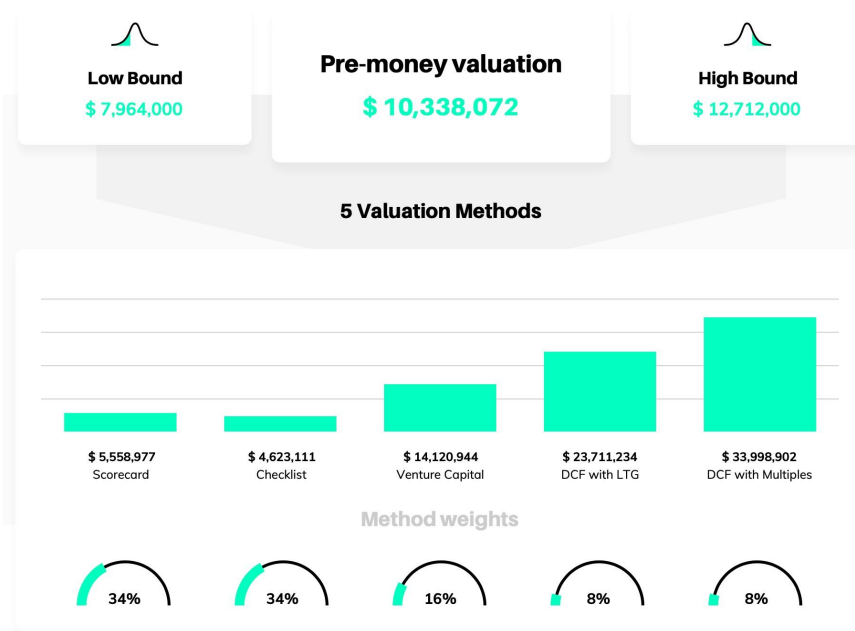 Low Bound
$ 7,964,000
Pre-money valuation
$ 10,338,072
High Bound
$ 12,712,000
5 Valuation Methods
$ 5,558,977
Scorecard
$ 4,623,111
Checklist
$ 14,120,944
Venture Capital
$ 23,711,234
DCF with LTG
$ 33,998,902
DCF with Multiples
Method weights
34%
34%
16%
8%
8%